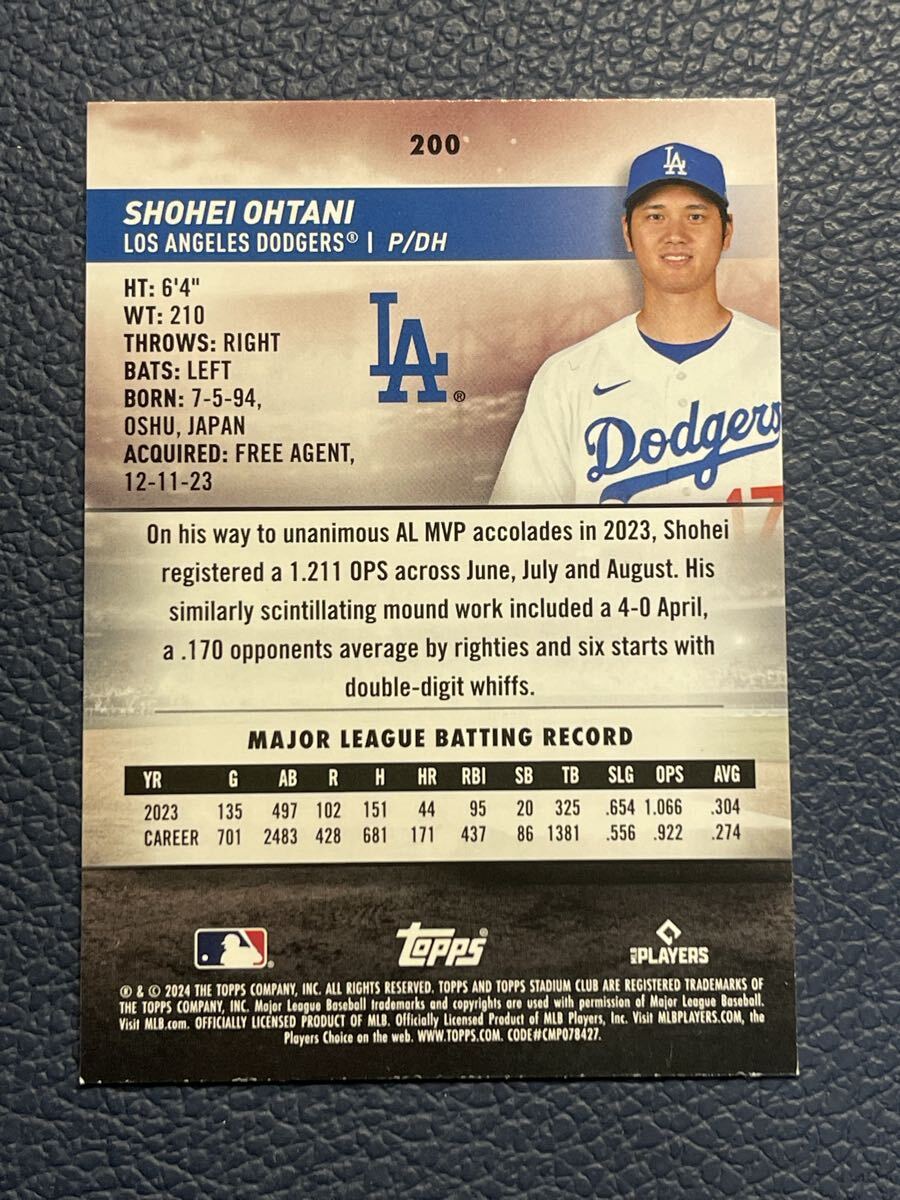 200
LA
SHOHEI OHTANI
LOS ANGELES DODGERS® | P/DH
HT: 6'4"
WT: 210
THROWS: RIGHT
BATS: LEFT
BORN: 7-5-94,
OSHU, JAPAN
ACQUIRED: FREE AGENT,
12-11-23
LA®
Dodgers
17
On his way to unanimous AL MVP accolades in 2023, Shohei
registered a 1.211 OPS across June, July and August. His
similarly scintillating mound work included a 4-0 April,
a .170 opponents average by righties and six starts with
double-digit whiffs.
MAJOR LEAGUE BATTING RECORD
YR G AB R H HR RBI SB TB SLG OPS AVG
2023 135 497 102 151 44 95 20 325 .654 1.066 .304
CAREER 701 2483 428 681 171 437 86 1381 .556 .922 .274
topps®
PLAYERS
® & © 2024 THE TOPPS COMPANY, INC. ALL RIGHTS RESERVED. TOPPS AND TOPPS STADIUM CLUB ARE REGISTERED TRADEMARKS OF
THE TOPPS COMPANY, INC. Major League Baseball trademarks and copyrights are used with permission of Major League Baseball.
Visit MLB.com. OFFICIALLY LICENSED PRODUCT OF MLB. Officially Licensed Product of MLB Players, Inc. Visit MLBPLAYERS.COM, the
Players Choice on the web. WWW.TOPPS.COM. CODE#CMP078427.